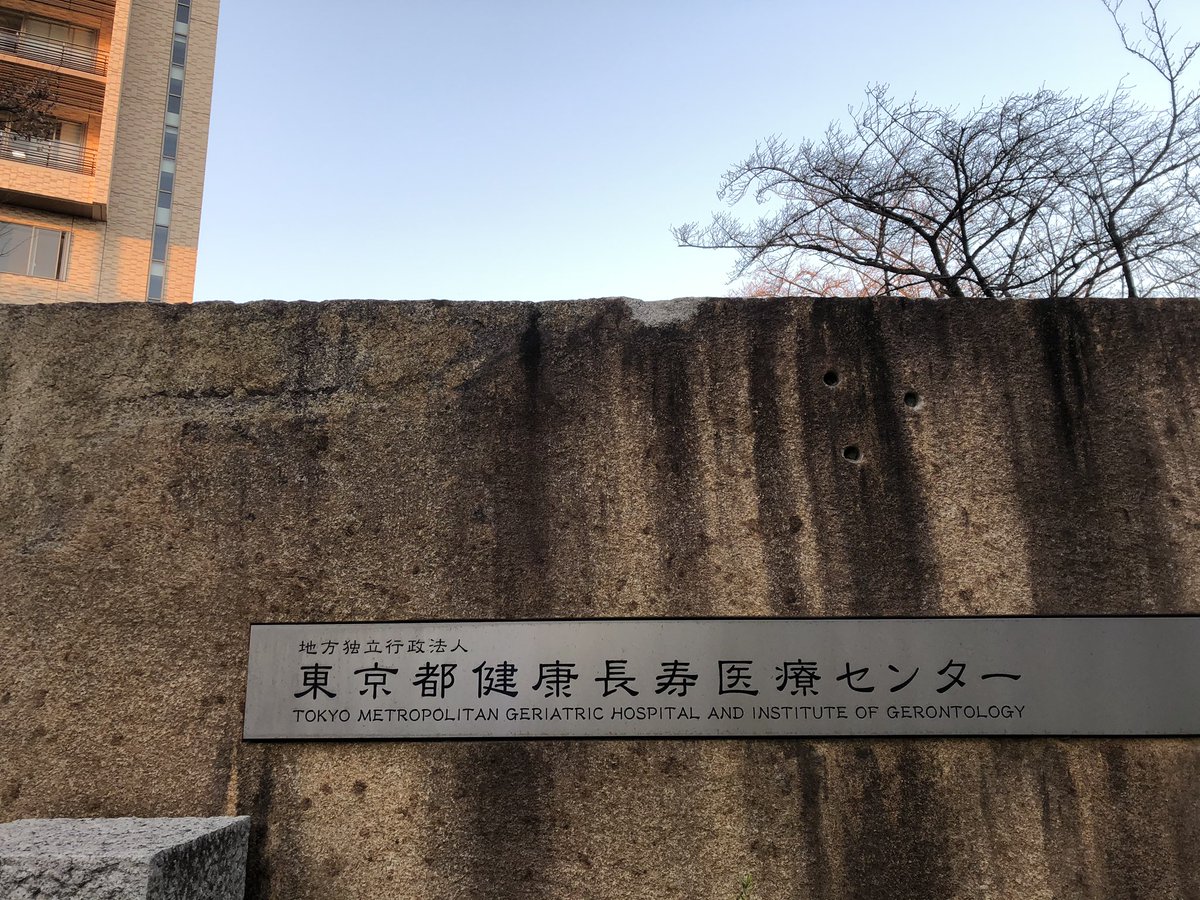 地方独立行政法人
東京都健康長寿医療センター
TOKYO METROPOLITAN GERIATRIC HOSPITAL AND INSTITUTE OF GERONTOLOGY